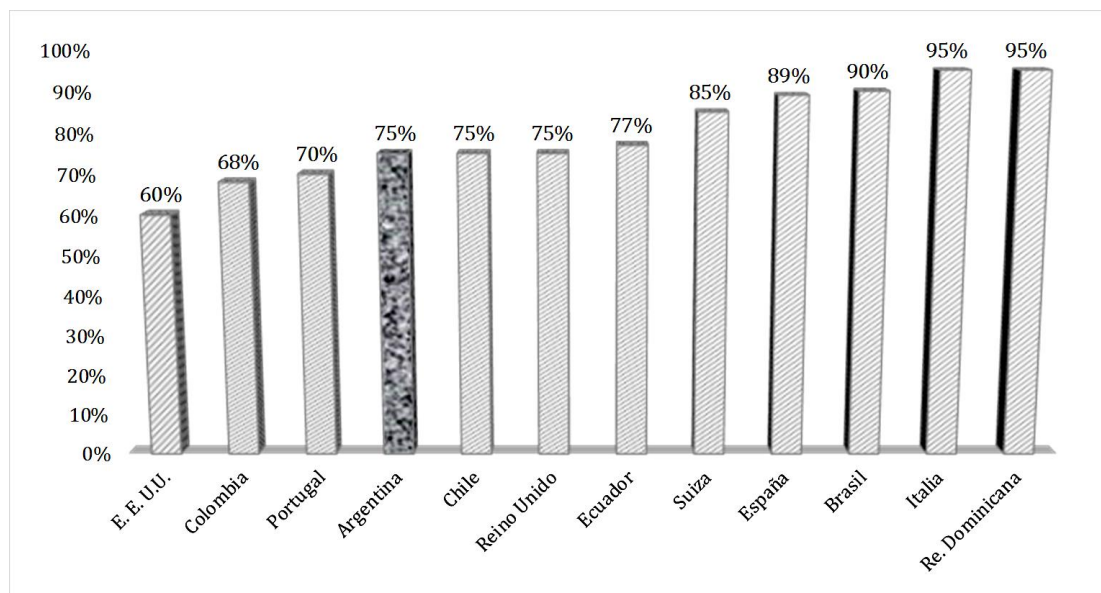 100%
90%
80%
70%
60%
50%
40%
30%
20%
10%
0%
60%
68%
70%
75%
75%
75%
77%
85%
89%
90%
95%
95%
E. E. U.U.
Colombia
Portugal
Argentina
Chile
Reino Unido
Ecuador
Suiza
España
Brasil
Italia
Re. Dominicana